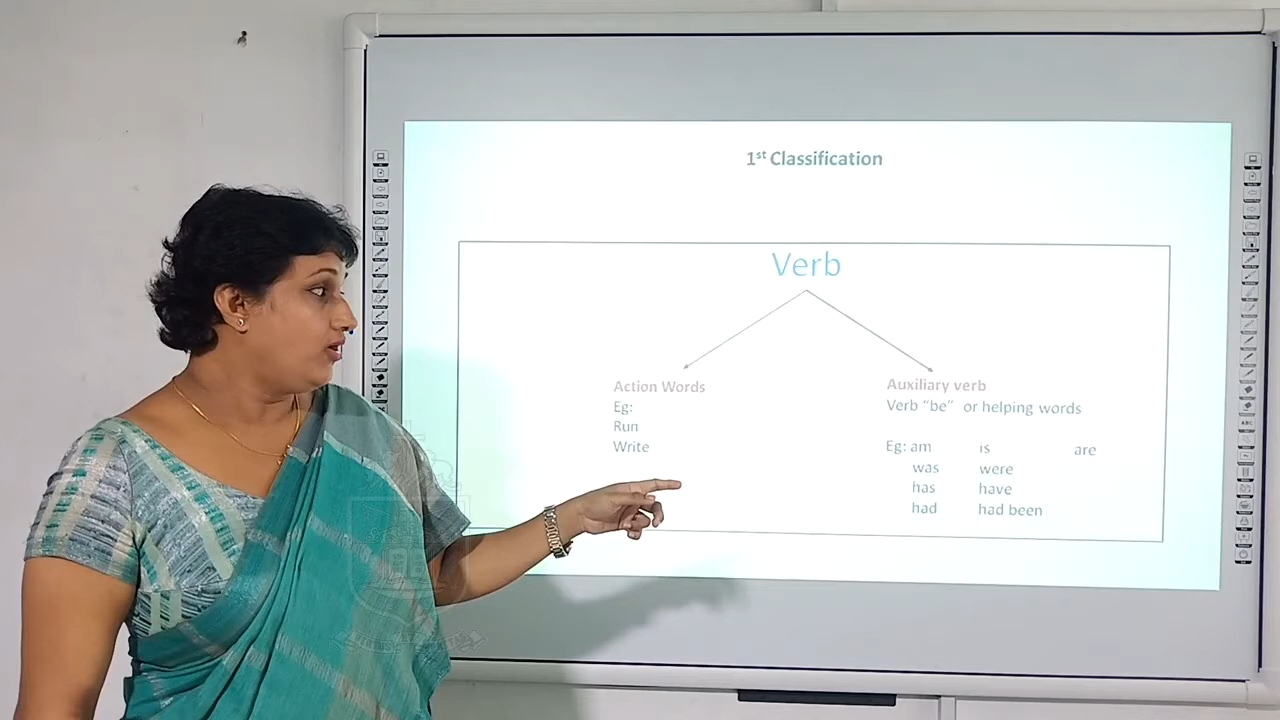 1st Classification
Verb
Action Words
Eg:
Run
Write
Auxiliary verb
Verb “be” or helping words
Eg: am is are
was were
has have
had had been
ABC